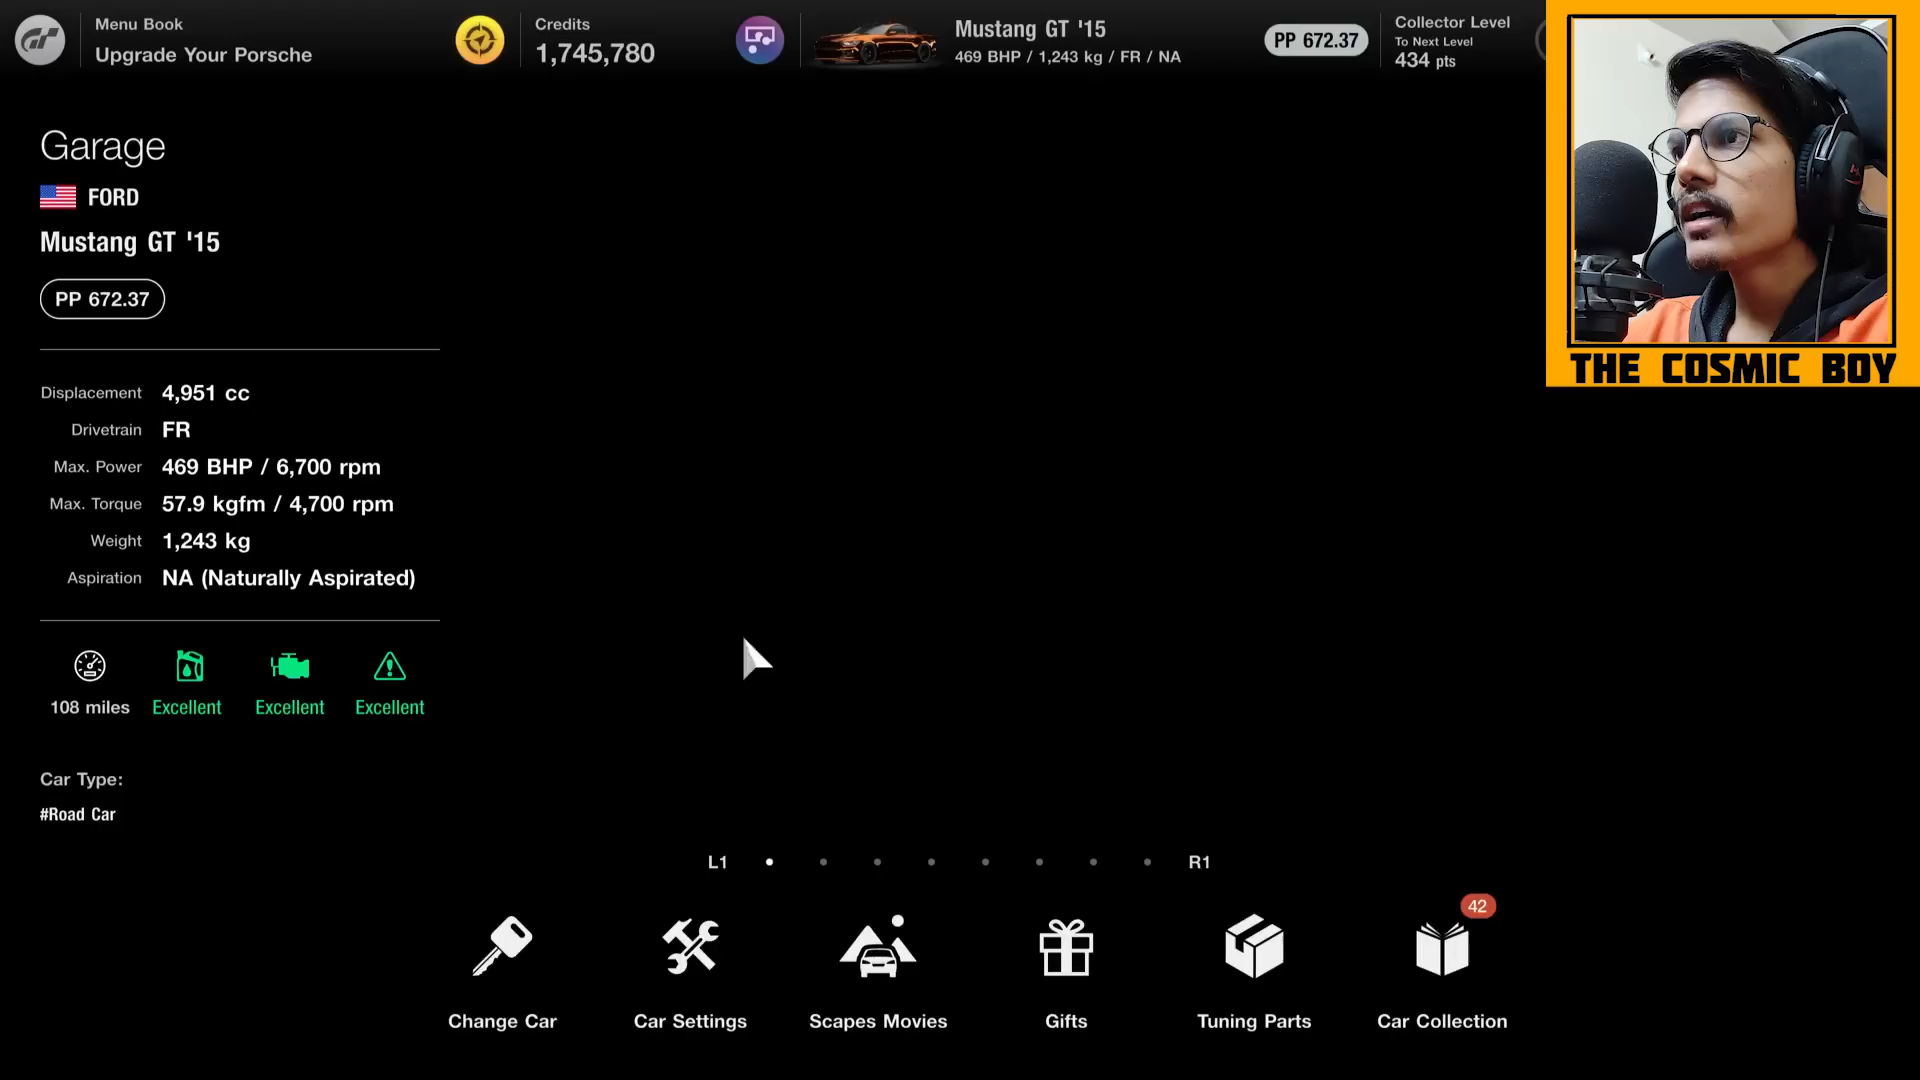 Menu Book
Upgrade Your Porsche
Credits
1,745,780
Mustang GT '15
469 BHP / 1,243 kg / FR / NA
PP 672.37
Collector Level
To Next Level
434 pts
THE COSMIC BOY
Garage
FORD
Mustang GT '15
PP 672.37
Displacement 4,951 cc
Drivetrain FR
Max. Power 469 BHP / 6,700 rpm
Max. Torque 57.9 kgfm / 4,700 rpm
Weight 1,243 kg
Aspiration NA (Naturally Aspirated)
108 miles Excellent Excellent Excellent
Car Type:
#Road Car
L1 R1
42
Change Car Car Settings Scapes Movies Gifts Tuning Parts Car Collection